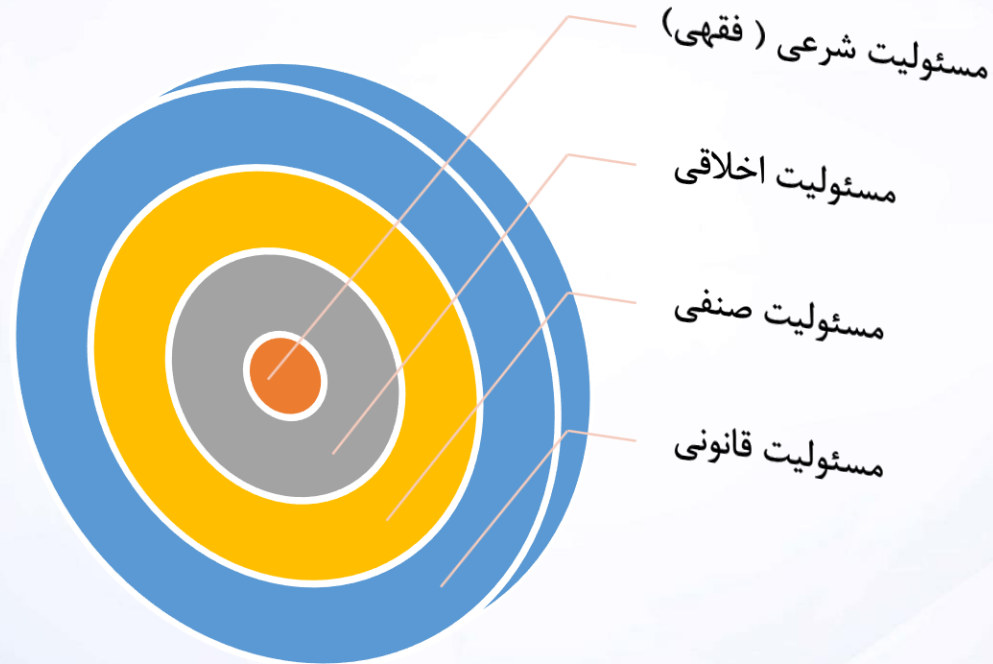 مسئولیت شرعی ( فقهی)
مسئولیت اخلاقی
مسئولیت صنفی
مسئولیت قانونی